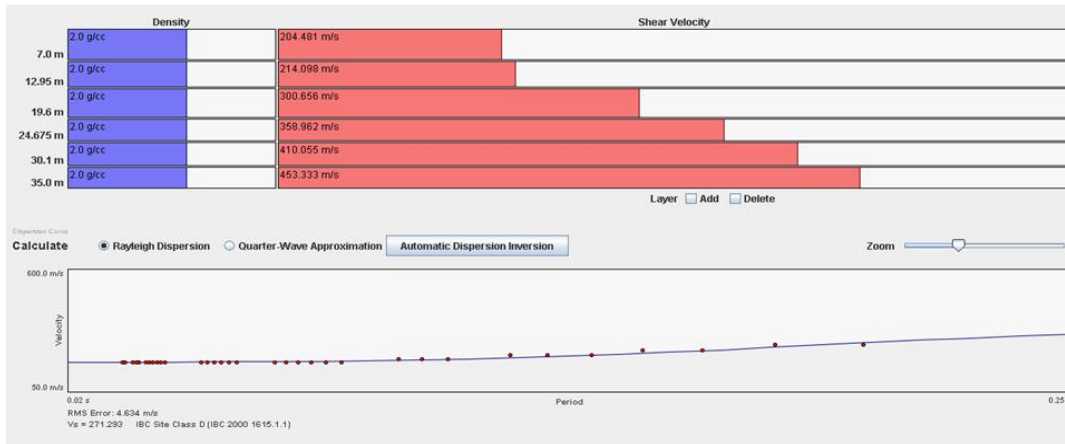 Density Shear Velocity
2.0 g/cc 204.481 m/s
7.0 m
2.0 g/cc 214.098 m/s
12.95 m
2.0 g/cc 300.656 m/s
19.6 m
2.0 g/cc 358.962 m/s
24.675 m
2.0 g/cc 410.055 m/s
30.1 m
2.0 g/cc 453.333 m/s
35.0 m
Layer Add Delete
Dispersion Curve
Calculate Rayleigh Dispersion Quarter-Wave Approximation Automatic Dispersion Inversion Zoom
600.0 m/s
Velocity
50.0 m/s
0.02 s Period 0.25
RMS Error: 4.634 m/s
Vs = 271.293 IBC Site Class D (IBC 2000 1615.1.1)